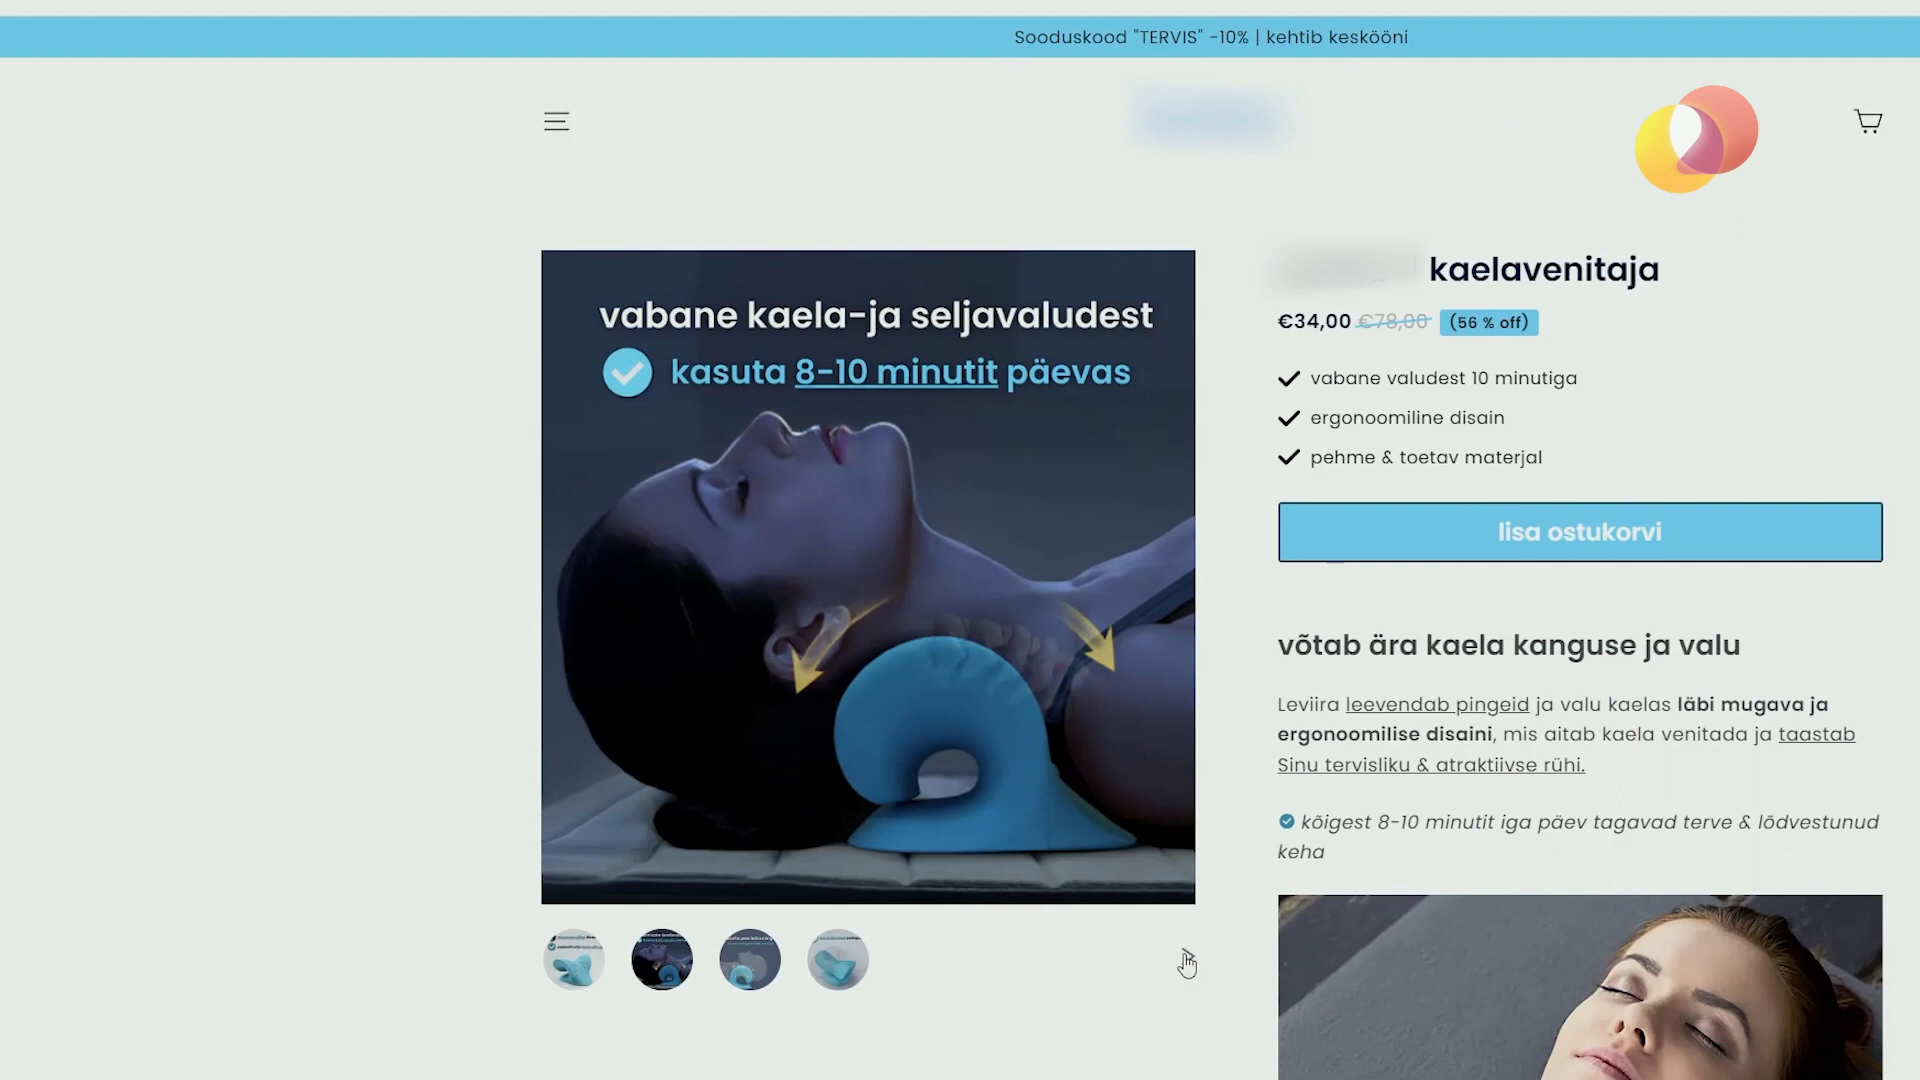 Sooduskood "TERVIS" -10% | kehtib keskööni
vabane kaela-ja seljavaludest
kasuta 8-10 minutit päevas
kaelavenitaja
€34,00 €78,00 (56 % off)
vabane valudest 10 minutiga
ergonoomiline disain
pehme & toetav materjal
lisa ostukorvi
võtab ära kaela kanguse ja valu
Leviira leevendab pingeid ja valu kaelas läbi mugava ja
ergonoomilise disaini, mis aitab kaela venitada ja taastab
Sinu tervisliku & atraktiivse rühi.
kõigest 8-10 minutit iga päev tagavad terve & lõdvestunud
keha